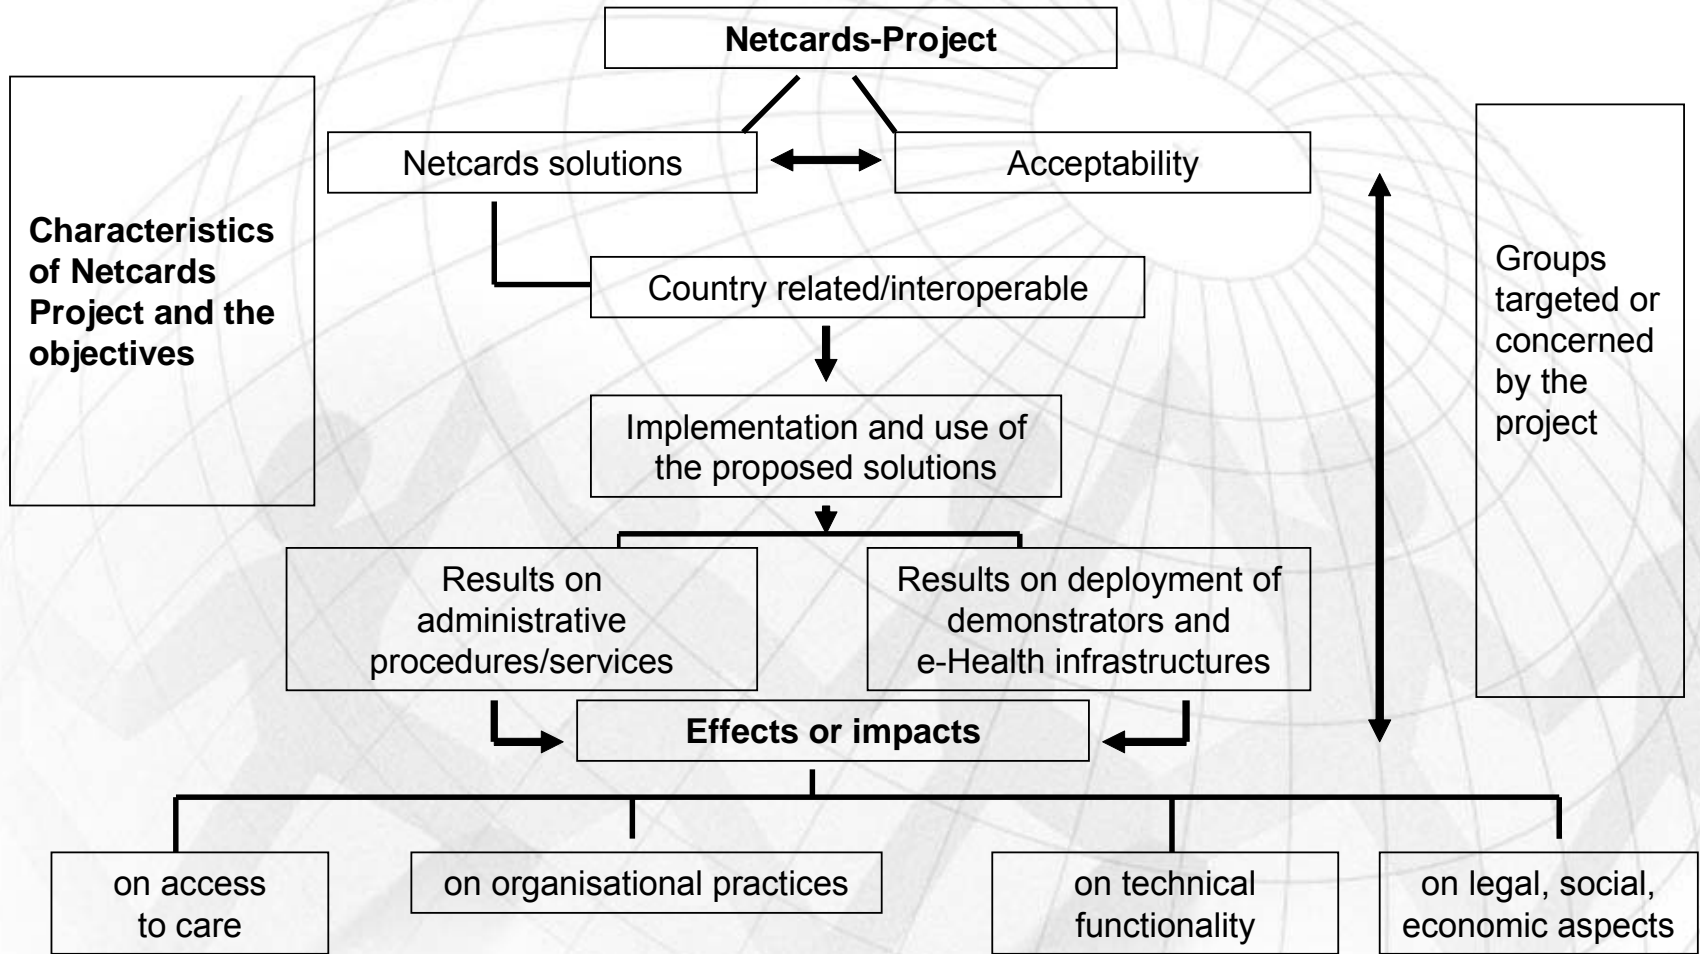 Netcards-Project
Characteristics
of Netcards
Project and the
objectives
Netcards solutions
Acceptability
Groups
targeted or
concerned
by the
project
Country related/interoperable
Implementation and use of
the proposed solutions
Results on
administrative
procedures/services
Results on deployment of
demonstrators and
e-Health infrastructures
Effects or impacts
on access
to care
on organisational practices
on technical
functionality
on legal, social,
economic aspects